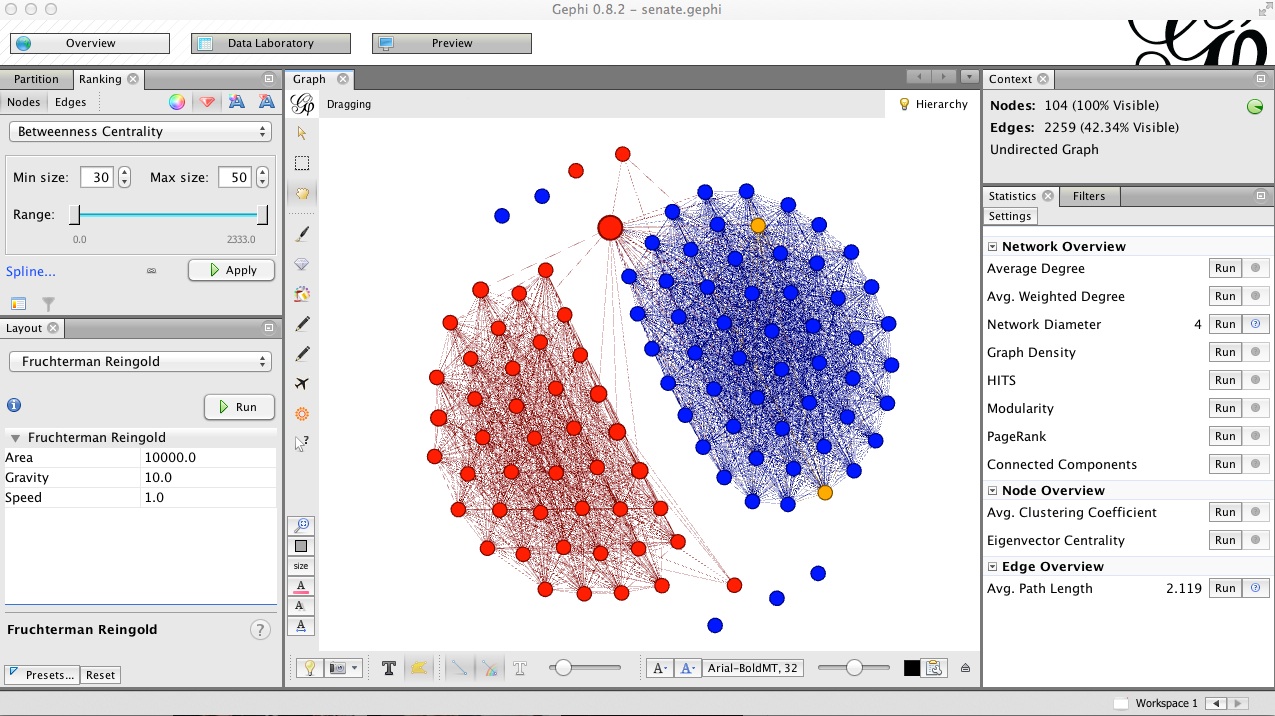 Gephi 0.8.2 - senate.gephi
Overview
Data Laboratory
Preview
Partition
Ranking
Nodes
Edges
Betweenness Centrality
Min size: 30
Max size: 50
Range:
0.0
2333.0
Spline...
Apply
Layout
Fruchterman Reingold
Run
Fruchterman Reingold
Area 10000.0
Gravity 10.0
Speed 1.0
Fruchterman Reingold
?
Presets...
Reset
Graph
Dragging
Hierarchy
size
A
A
A
T
T
A-
A-
Arial-BoldMT, 32
Context
Nodes: 104 (100% Visible)
Edges: 2259 (42.34% Visible)
Undirected Graph
Statistics
Filters
Settings
Network Overview
Average Degree Run
Avg. Weighted Degree Run
Network Diameter 4 Run ?
Graph Density Run
HITS Run
Modularity Run
PageRank Run
Connected Components Run
Node Overview
Avg. Clustering Coefficient Run
Eigenvector Centrality Run
Edge Overview
Avg. Path Length 2.119 Run ?
Workspace 1